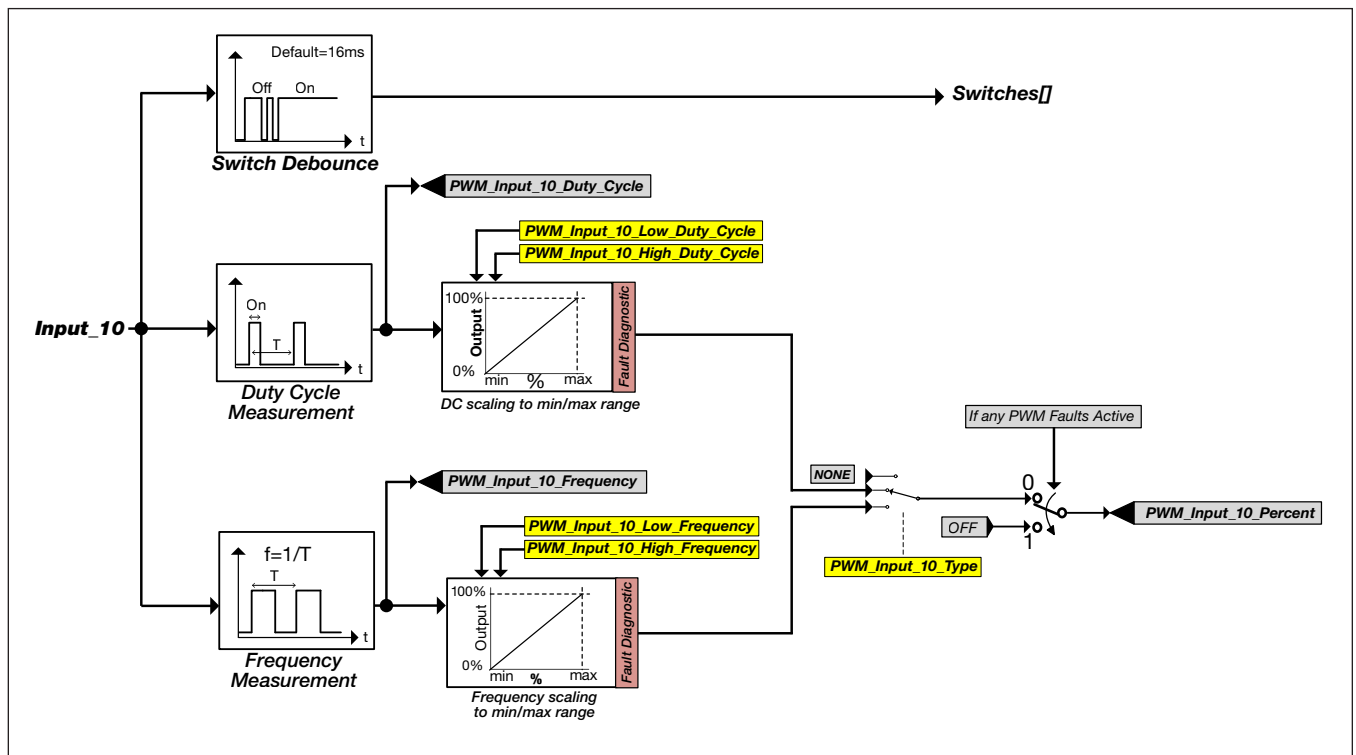 Default=16ms
Off
On
t
Switch Debounce
Switches[]
PWM_Input_10_Duty_Cycle
PWM_Input_10_Low_Duty_Cycle
PWM_Input_10_High_Duty_Cycle
Input_10
On
T
t
Duty Cycle
Measurement
100%
Output
0%
min
%
max
Fault Diagnostic
DC scaling to min/max range
If any PWM Faults Active
NONE
0
PWM_Input_10_Percent
OFF
1
PWM_Input_10_Type
PWM_Input_10_Frequency
PWM_Input_10_Low_Frequency
PWM_Input_10_High_Frequency
f=1/T
T
t
Frequency
Measurement
100%
Output
0%
min
%
max
Fault Diagnostic
Frequency scaling
to min/max range